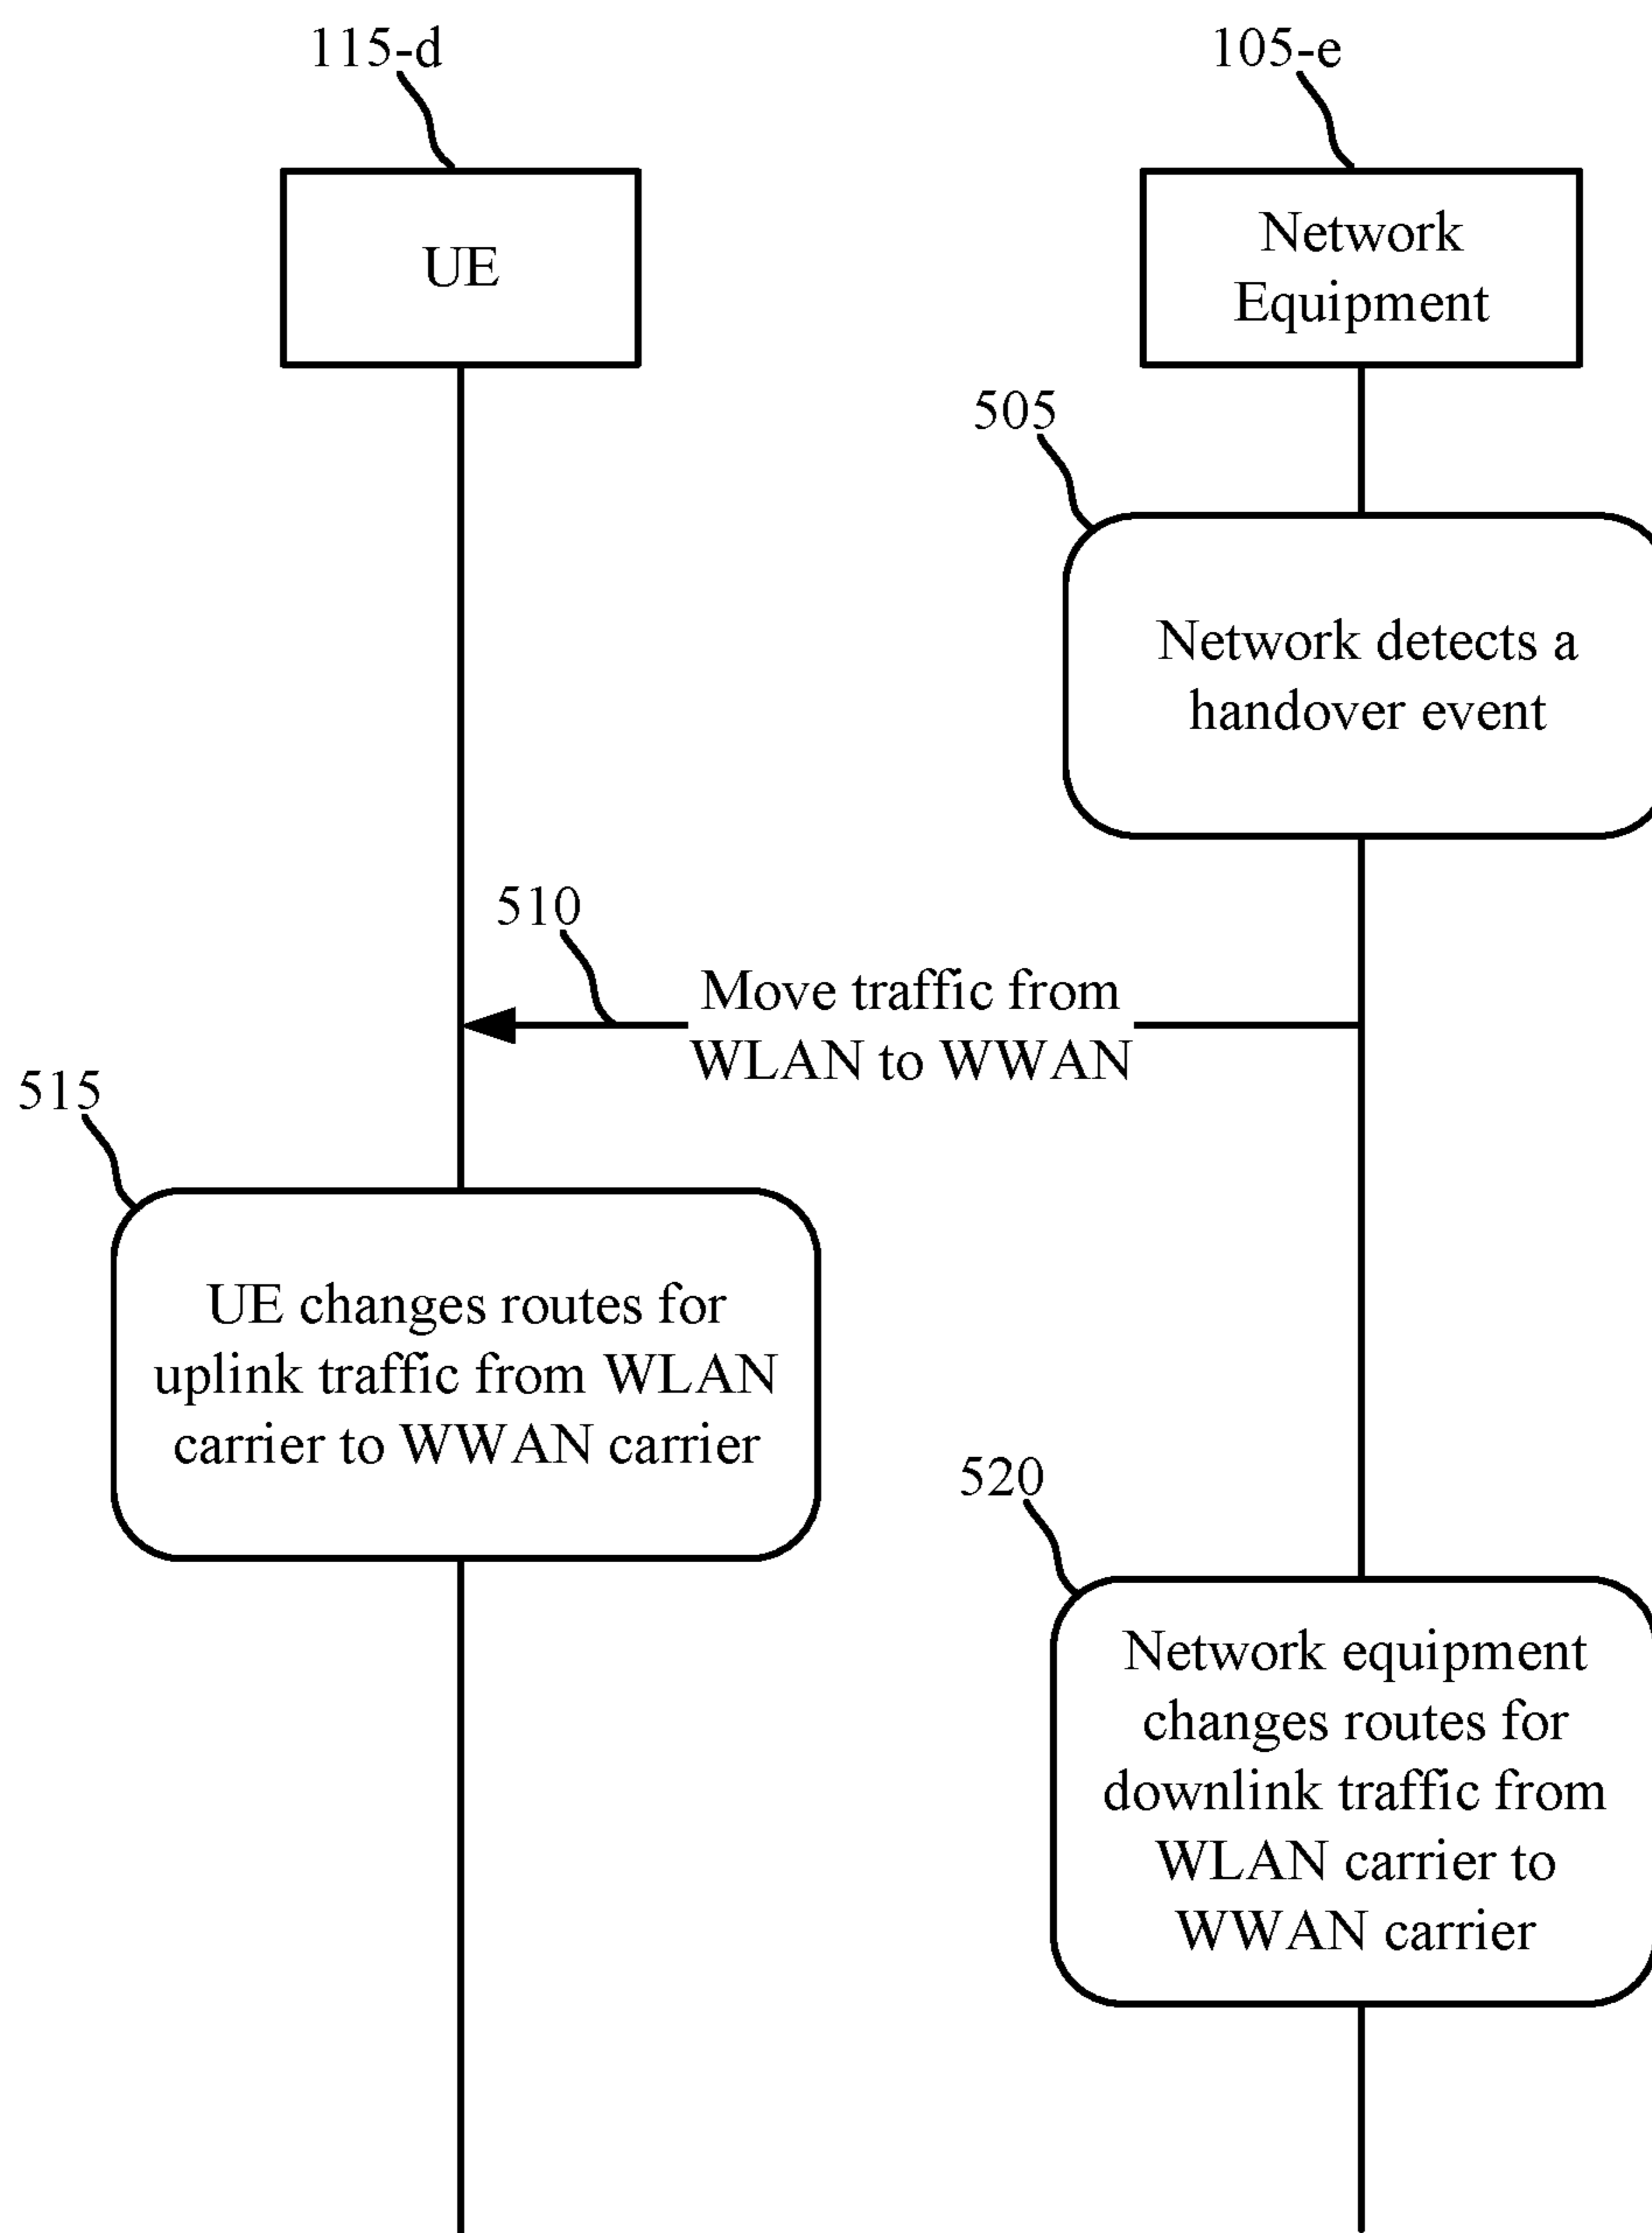 115-d
105-e
UE
Network
Equipment
505
Network detects a
handover event
510
Move traffic from
WLAN to WWAN
515
UE changes routes for
uplink traffic from WLAN
carrier to WWAN carrier
520
Network equipment
changes routes for
downlink traffic from
WLAN carrier to
WWAN carrier